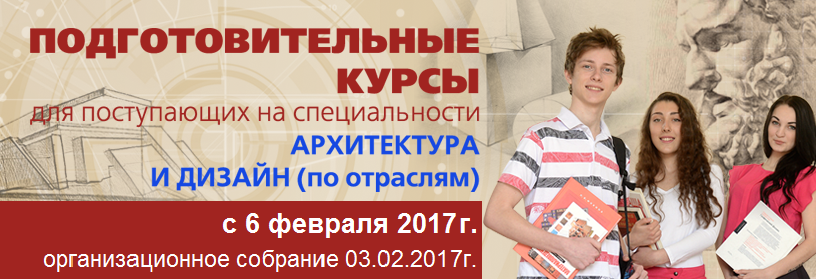 ПОДГОТОВИТЕЛЬНЫЕ
КУРСЫ
для поступающих на специальности
АРХИТЕКТУРА
И ДИЗАЙН (по отраслям)
с 6 февраля 2017г.
организационное собрание 03.02.2017г.